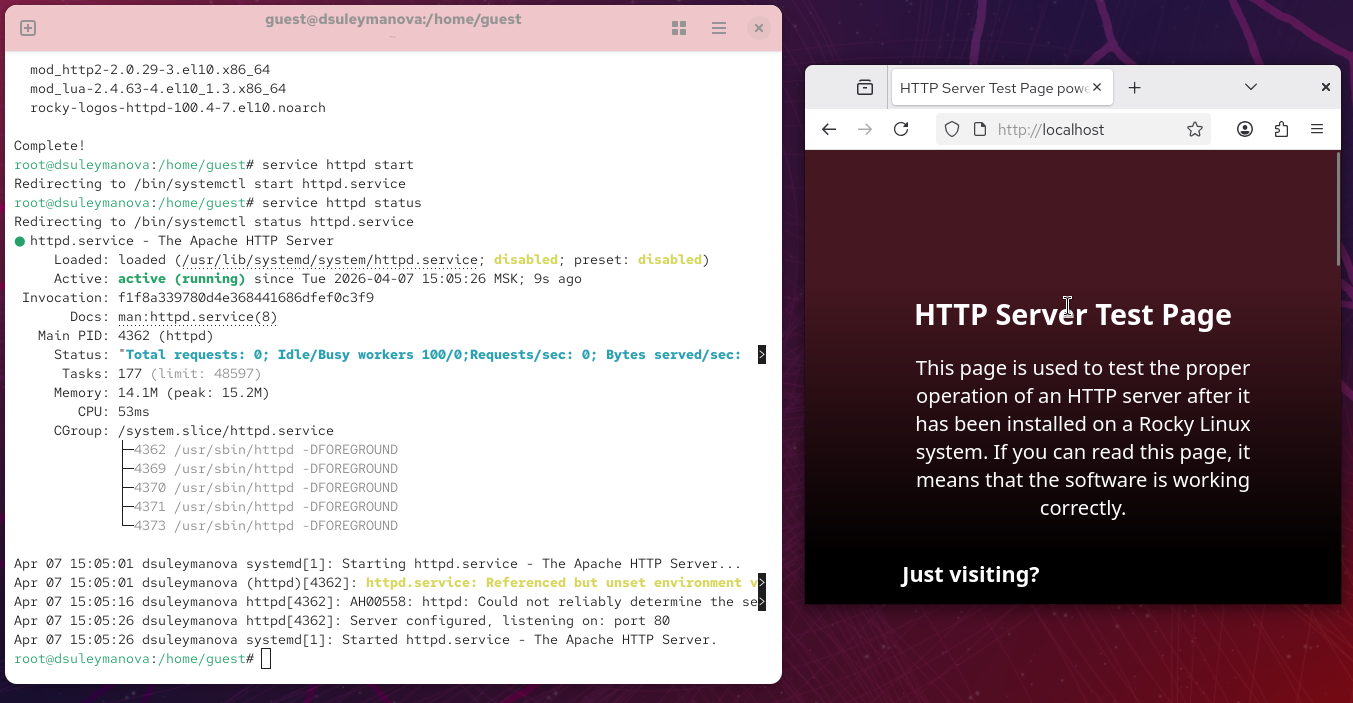 guest@dsuleymanova:/home/guest
~
mod_http2-2.0.29-3.el10.x86_64
mod_lua-2.4.63-4.el10_1.3.x86_64
rocky-logos-httpd-100.4-7.el10.noarch
Complete!
root@dsuleymanova:/home/guest# service httpd start
Redirecting to /bin/systemctl start httpd.service
root@dsuleymanova:/home/guest# service httpd status
Redirecting to /bin/systemctl status httpd.service
● httpd.service - The Apache HTTP Server
Loaded: loaded (/usr/lib/systemd/system/httpd.service; disabled; preset: disabled)
Active: active (running) since Tue 2026-04-07 15:05:26 MSK; 9s ago
Invocation: f1f8a339780d4e368441686dfef0c3f9
Docs: man:httpd.service(8)
Main PID: 4362 (httpd)
Status: "Total requests: 0; Idle/Busy workers 100/0;Requests/sec: 0; Bytes served/sec: >
Tasks: 177 (limit: 48597)
Memory: 14.1M (peak: 15.2M)
CPU: 53ms
CGroup: /system.slice/httpd.service
├─4362 /usr/sbin/httpd -DFOREGROUND
├─4369 /usr/sbin/httpd -DFOREGROUND
├─4370 /usr/sbin/httpd -DFOREGROUND
├─4371 /usr/sbin/httpd -DFOREGROUND
└─4373 /usr/sbin/httpd -DFOREGROUND
Apr 07 15:05:01 dsuleymanova systemd[1]: Starting httpd.service - The Apache HTTP Server...
Apr 07 15:05:01 dsuleymanova (httpd)[4362]: httpd.service: Referenced but unset environment v>
Apr 07 15:05:16 dsuleymanova httpd[4362]: AH00558: httpd: Could not reliably determine the se>
Apr 07 15:05:26 dsuleymanova httpd[4362]: Server configured, listening on: port 80
Apr 07 15:05:26 dsuleymanova systemd[1]: Started httpd.service - The Apache HTTP Server.
root@dsuleymanova:/home/guest#
HTTP Server Test Page powe
http://localhost
HTTP Server Test Page
This page is used to test the proper
operation of an HTTP server after it
has been installed on a Rocky Linux
system. If you can read this page, it
means that the software is working
correctly.
Just visiting?